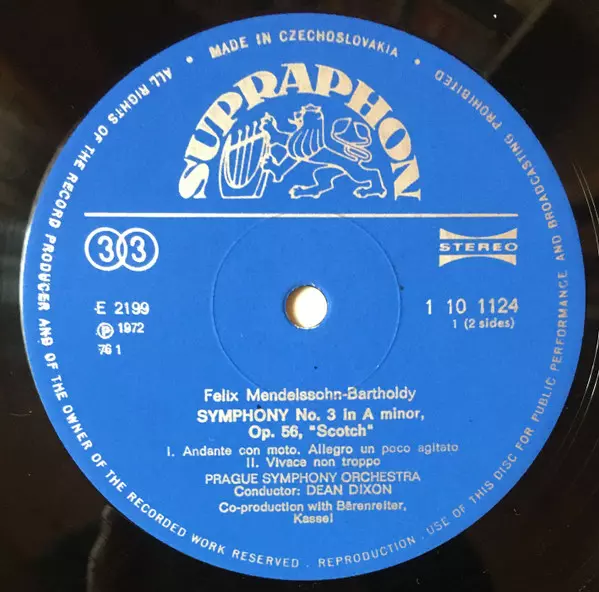 · MADE IN CZECHOSLOVAKIA ·
ALL RIGHTS OF THE RECORD PRODUCER AND OF THE OWNER OF THE RECORDED WORK RESERVED · REPRODUCTION · USE OF THIS DISC FOR PUBLIC PERFORMANCE AND BROADCASTING PROHIBITED
SUPRAPHON
33
STEREO
E 2199
Ⓟ 1972
76 1
1 10 1124
1 (2 sides)
Felix Mendelssohn-Bartholdy
SYMPHONY No. 3 in A minor,
Op. 56, "Scotch"
I. Andante con moto. Allegro un poco agitato
II. Vivace non troppo
PRAGUE SYMPHONY ORCHESTRA
Conductor: DEAN DIXON
Co-production with Bärenreiter,
Kassel